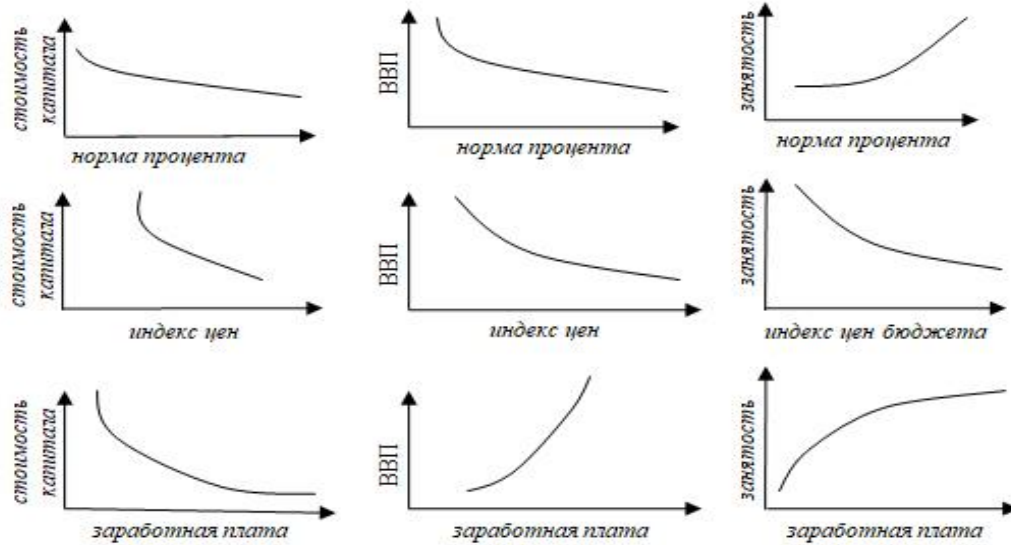 стоимость
капитала
норма процента
ВВП
норма процента
занятость
норма процента
стоимость
капитала
индекс цен
ВВП
индекс цен
занятость
индекс цен бюджета
стоимость
капитала
заработная плата
ВВП
заработная плата
занятость
заработная плата